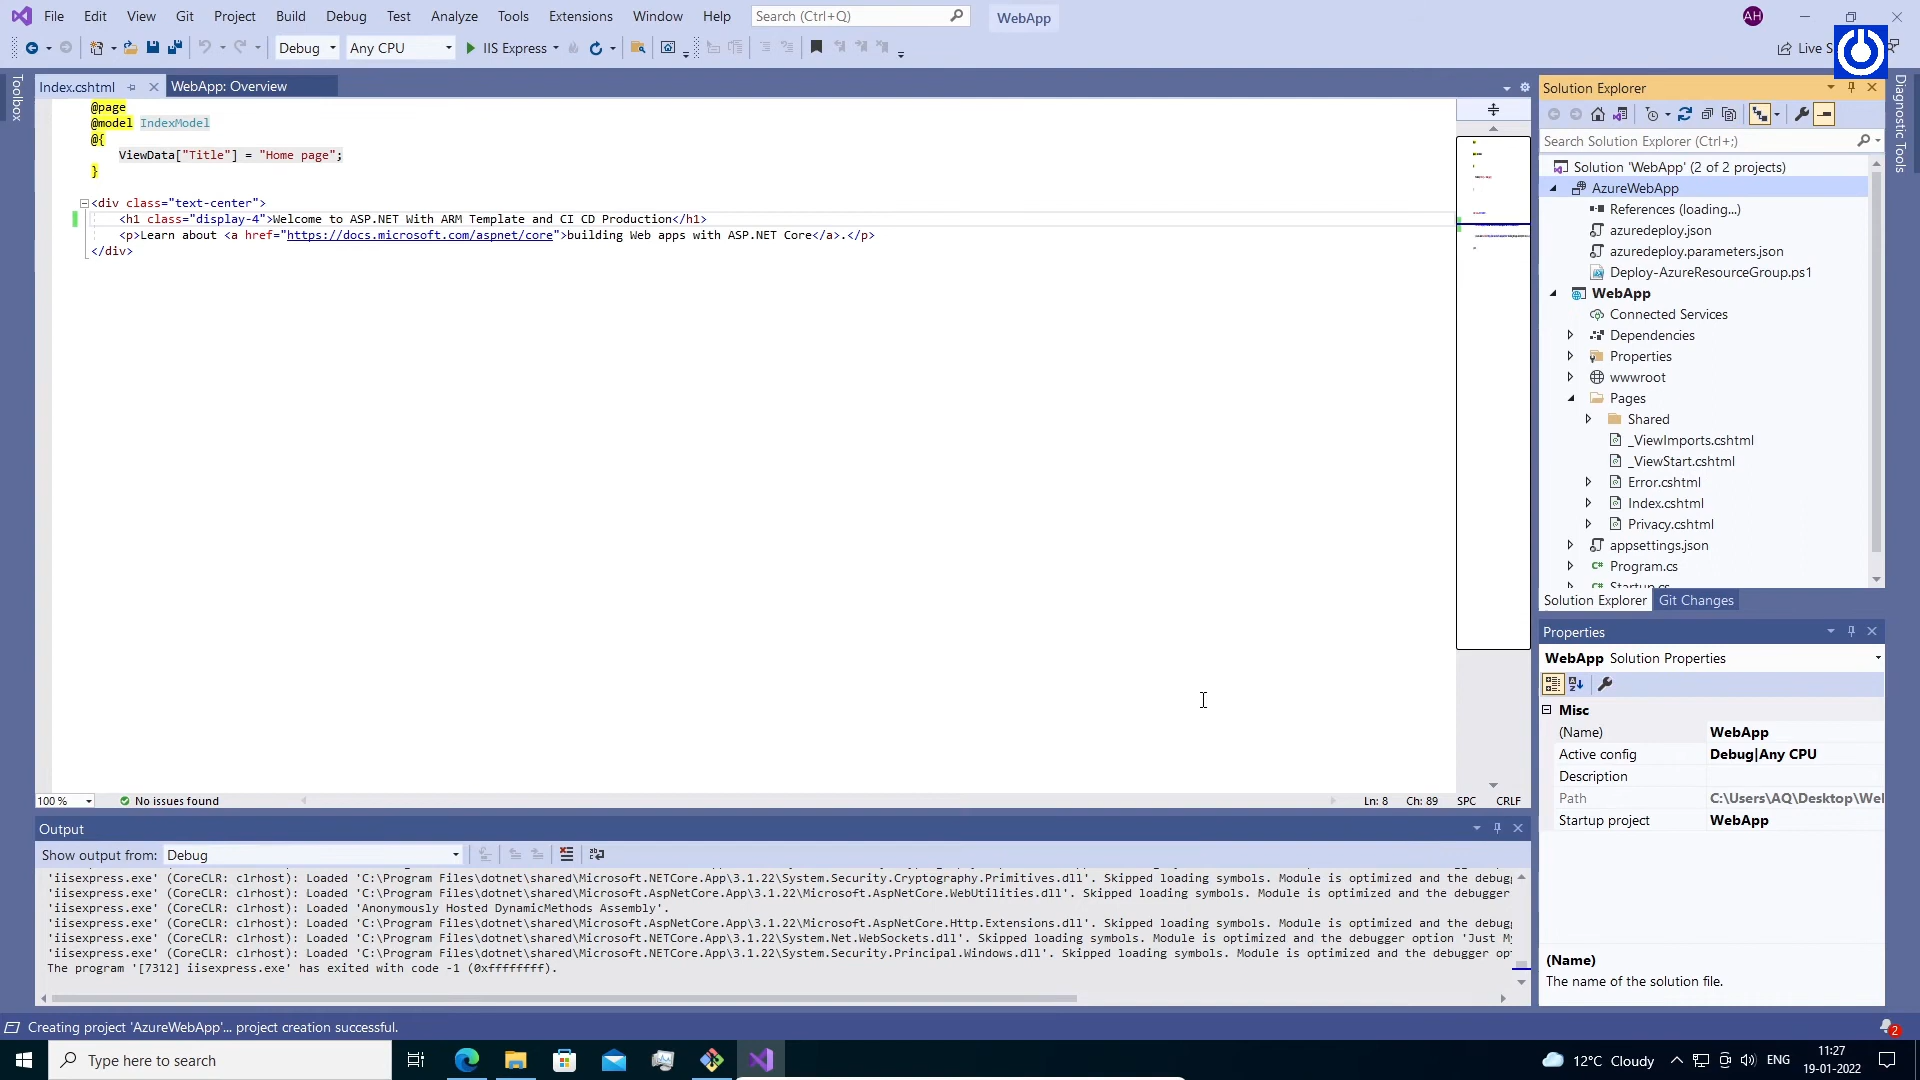 File Edit View Git Project Build Debug Test Analyze Tools Extensions Window Help Search (Ctrl+Q) WebApp AH
Debug Any CPU IIS Express Live S
Toolbox
Index.cshtml WebApp: Overview
@page
@model IndexModel
@{
ViewData["Title"] = "Home page";
}
<div class="text-center">
<h1 class="display-4">Welcome to ASP.NET With ARM Template and CI CD Production</h1>
<p>Learn about <a href="https://docs.microsoft.com/aspnet/core">building Web apps with ASP.NET Core</a>.</p>
</div>
100 % No issues found Ln: 8 Ch: 89 SPC CRLF
Solution Explorer
Search Solution Explorer (Ctrl+;)
Solution 'WebApp' (2 of 2 projects)
AzureWebApp
References (loading...)
azuredeploy.json
azuredeploy.parameters.json
Deploy-AzureResourceGroup.ps1
WebApp
Connected Services
Dependencies
Properties
wwwroot
Pages
Shared
_ViewImports.cshtml
_ViewStart.cshtml
Error.cshtml
Index.cshtml
Privacy.cshtml
appsettings.json
C# Program.cs
C# Startup.cs
Solution Explorer Git Changes
Diagnostic Tools
Properties
WebApp Solution Properties
Misc
(Name) WebApp
Active config Debug|Any CPU
Description
Path C:\Users\AQ\Desktop\Wel
Startup project WebApp
(Name)
The name of the solution file.
Output
Show output from: Debug
'iisexpress.exe' (CoreCLR: clrhost): Loaded 'C:\Program Files\dotnet\shared\Microsoft.NETCore.App\3.1.22\System.Security.Cryptography.Primitives.dll'. Skipped loading symbols. Module is optimized and the debug
'iisexpress.exe' (CoreCLR: clrhost): Loaded 'C:\Program Files\dotnet\shared\Microsoft.AspNetCore.App\3.1.22\Microsoft.AspNetCore.WebUtilities.dll'. Skipped loading symbols. Module is optimized and the debugger
'iisexpress.exe' (CoreCLR: clrhost): Loaded 'Anonymously Hosted DynamicMethods Assembly'.
'iisexpress.exe' (CoreCLR: clrhost): Loaded 'C:\Program Files\dotnet\shared\Microsoft.AspNetCore.App\3.1.22\Microsoft.AspNetCore.Http.Extensions.dll'. Skipped loading symbols. Module is optimized and the debug
'iisexpress.exe' (CoreCLR: clrhost): Loaded 'C:\Program Files\dotnet\shared\Microsoft.NETCore.App\3.1.22\System.Net.WebSockets.dll'. Skipped loading symbols. Module is optimized and the debugger option 'Just M
'iisexpress.exe' (CoreCLR: clrhost): Loaded 'C:\Program Files\dotnet\shared\Microsoft.NETCore.App\3.1.22\System.Security.Principal.Windows.dll'. Skipped loading symbols. Module is optimized and the debugger op
The program '[7312] iisexpress.exe' has exited with code -1 (0xffffffff).
Creating project 'AzureWebApp'... project creation successful. 2
Type here to search 12°C Cloudy ENG 11:27
19-01-2022